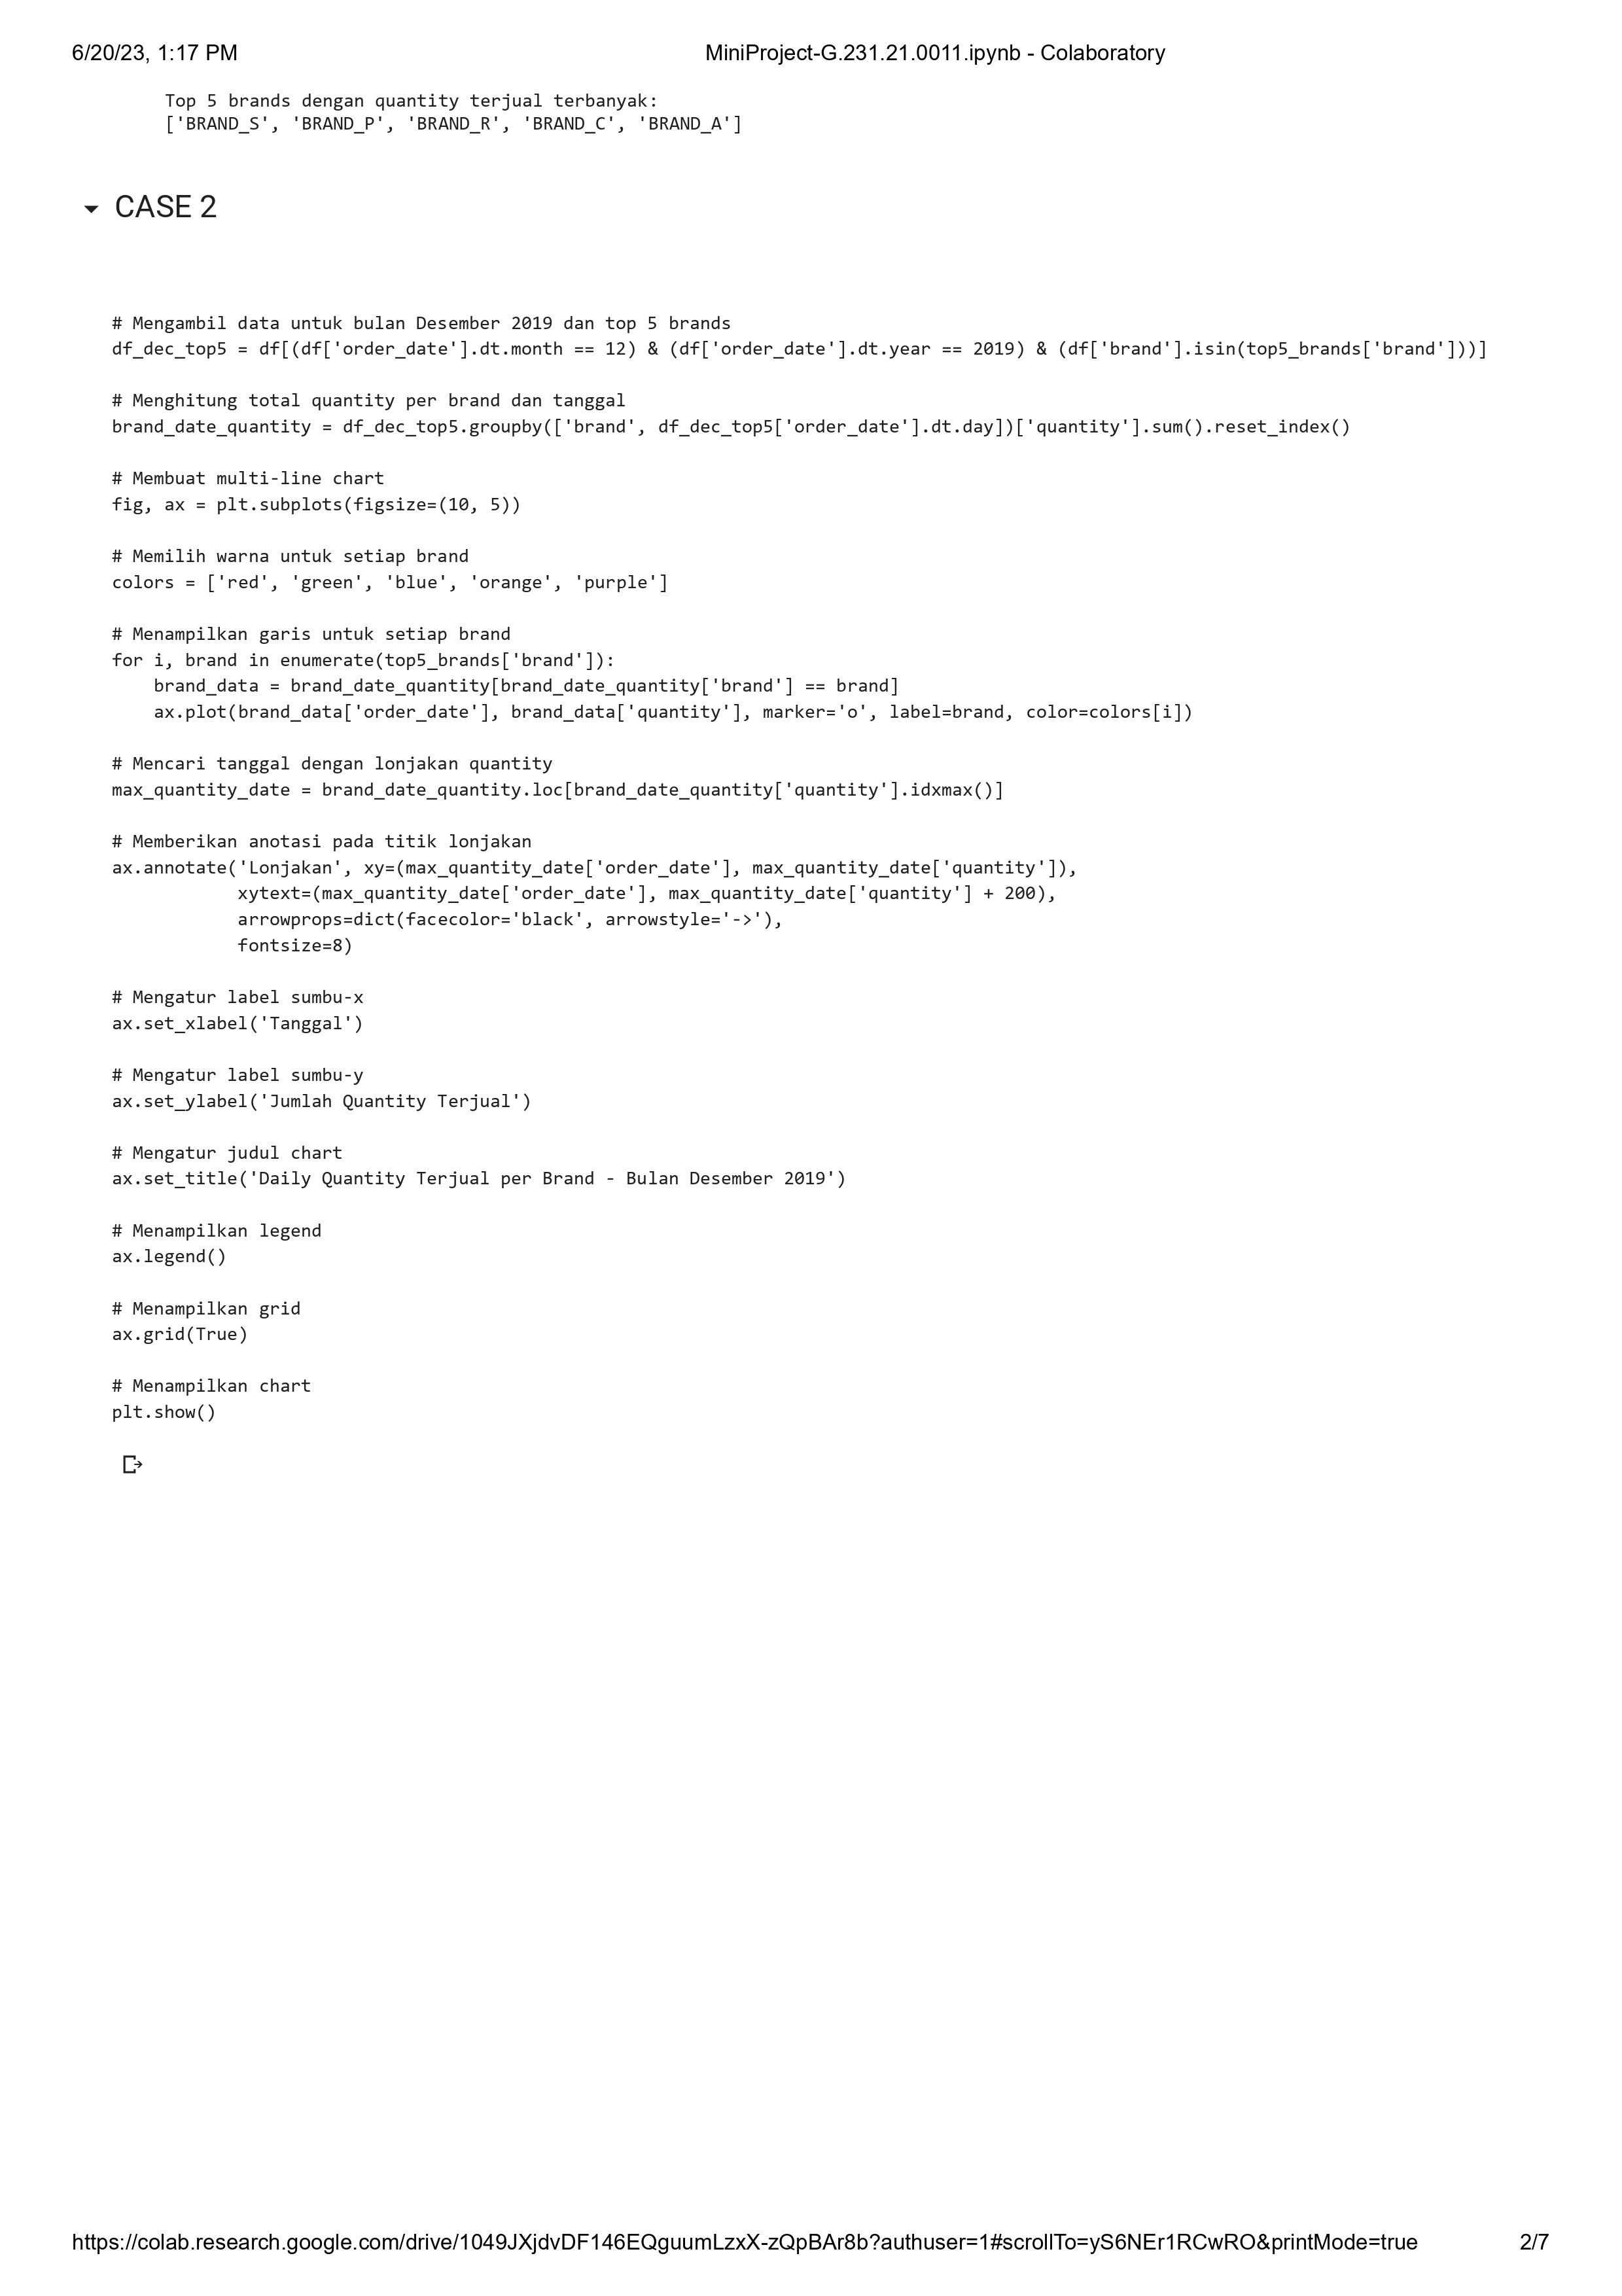 6/20/23, 1:17 PM
MiniProject-G.231.21.0011.ipynb - Colaboratory
Top 5 brands dengan quantity terjual terbanyak:
['BRAND_S', 'BRAND_P', 'BRAND_R', 'BRAND_C', 'BRAND_A']
CASE 2
# Mengambil data untuk bulan Desember 2019 dan top 5 brands
df_dec_top5 = df[(df['order_date'].dt.month == 12) & (df['order_date'].dt.year == 2019) & (df['brand'].isin(top5_brands['brand']))]
# Menghitung total quantity per brand dan tanggal
brand_date_quantity = df_dec_top5.groupby(['brand', df_dec_top5['order_date'].dt.day])['quantity'].sum().reset_index()
# Membuat multi-line chart
fig, ax = plt.subplots(figsize=(10, 5))
# Memilih warna untuk setiap brand
colors = ['red', 'green', 'blue', 'orange', 'purple']
# Menampilkan garis untuk setiap brand
for i, brand in enumerate(top5_brands['brand']):
    brand_data = brand_date_quantity[brand_date_quantity['brand'] == brand]
    ax.plot(brand_data['order_date'], brand_data['quantity'], marker='o', label=brand, color=colors[i])
# Mencari tanggal dengan lonjakan quantity
max_quantity_date = brand_date_quantity.loc[brand_date_quantity['quantity'].idxmax()]
# Memberikan anotasi pada titik lonjakan
ax.annotate('Lonjakan', xy=(max_quantity_date['order_date'], max_quantity_date['quantity']),
            xytext=(max_quantity_date['order_date'], max_quantity_date['quantity'] + 200),
            arrowprops=dict(facecolor='black', arrowstyle='->'),
            fontsize=8)
# Mengatur label sumbu-x
ax.set_xlabel('Tanggal')
# Mengatur label sumbu-y
ax.set_ylabel('Jumlah Quantity Terjual')
# Mengatur judul chart
ax.set_title('Daily Quantity Terjual per Brand - Bulan Desember 2019')
# Menampilkan legend
ax.legend()
# Menampilkan grid
ax.grid(True)
# Menampilkan chart
plt.show()
https://colab.research.google.com/drive/1049JXjdvDF146EQguumLzxX-zQpBAr8b?authuser=1#scrollTo=yS6NEr1RCwRO&printMode=true
2/7